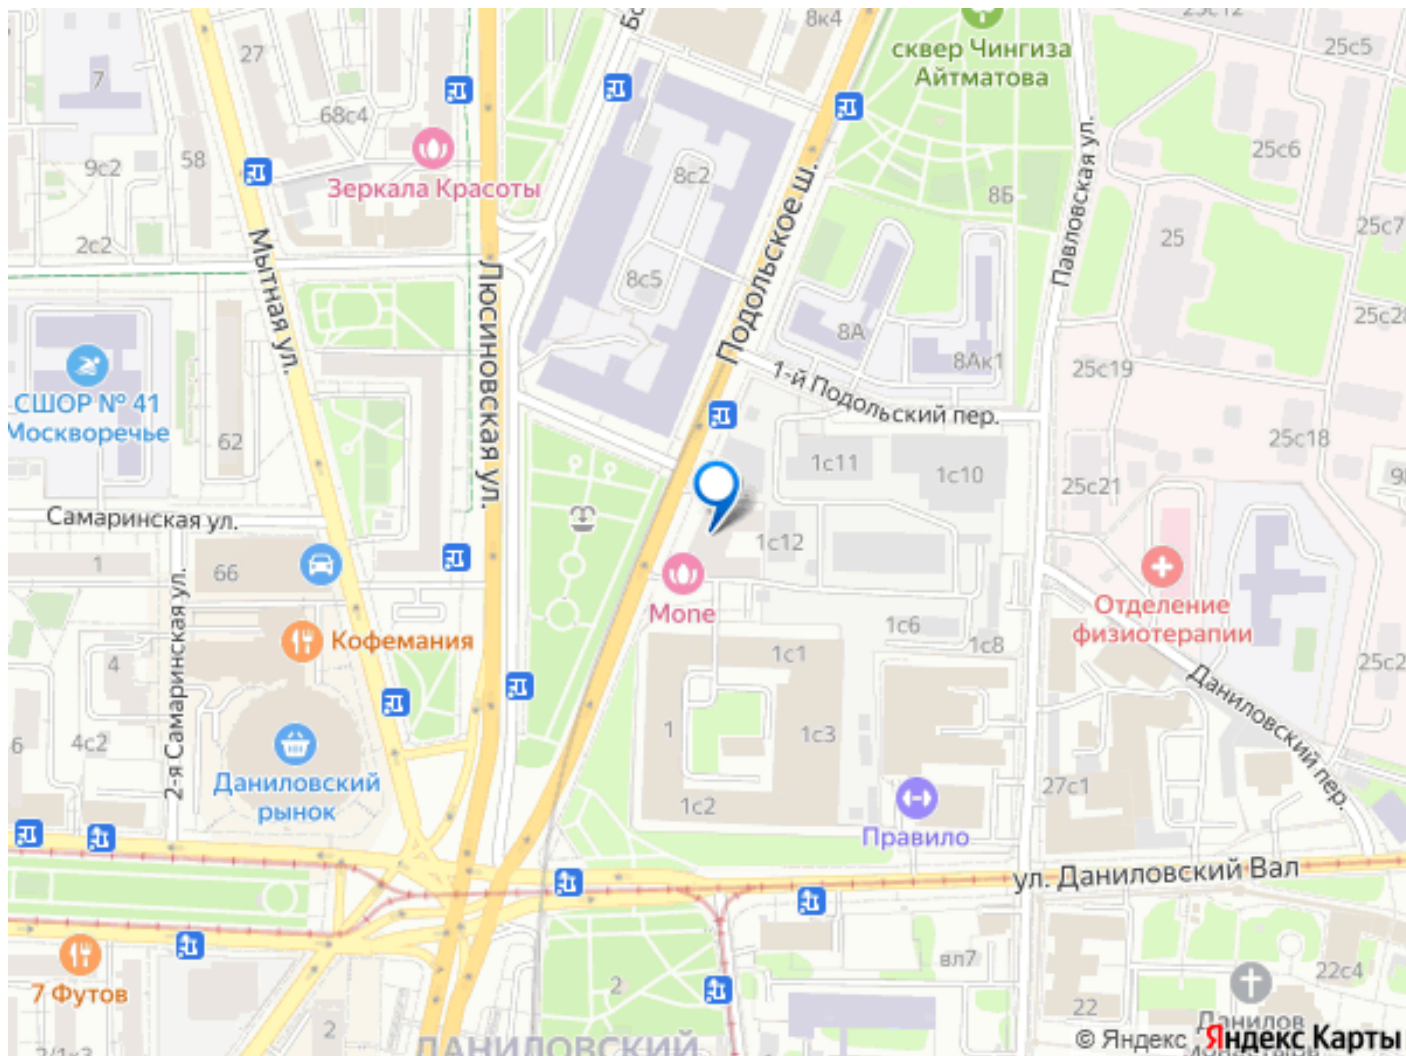 8к4
25с12
сквер Чингиза
Айтматова
25с5
27
7
68с4
58
9с2
Зеркала Красоты
8с2
Подольское ш.
8Б
Павловская ул.
25с6
25
25с7
2с2
Мытная ул.
Люсиновская ул.
8с5
8А
8Ак1
25с28
СШОР № 41
Москворечье
62
1-й Подольский пер.
25с19
25с18
1с11
1с10
25с21
Самаринская ул.
1
66
2-я Самаринская ул.
1с12
Mone
Отделение
физиотерапии
Кофемания
4
1с6
1с8
1с1
Даниловский пер.
4с2
1
1с3
Даниловский
рынок
1с2
27с1
Правило
ул. Даниловский Вал
7 Футов
2
2
вл7
22
22с4
Данилов
ДАНИЛОВСКИЙ
© Яндекс Яндекс Карты